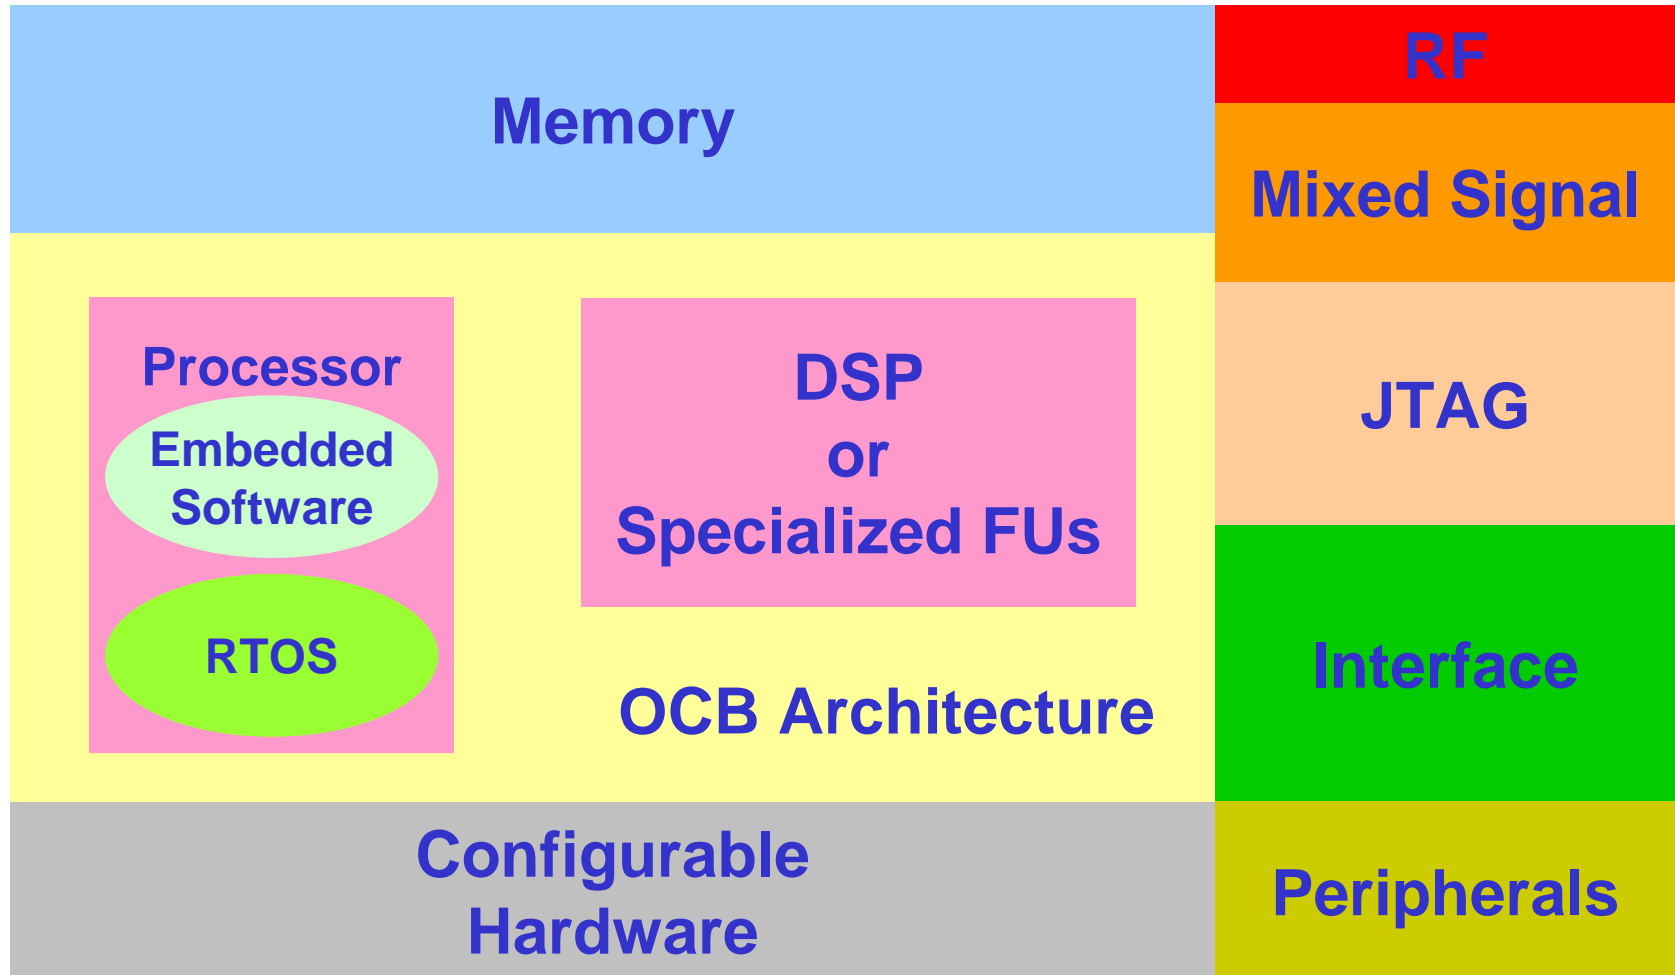 Memory
Processor
Embedded
Software
RTOS
DSP
or
Specialized FUs
OCB Architecture
Configurable
Hardware
RF
Mixed Signal
JTAG
Interface
Peripherals